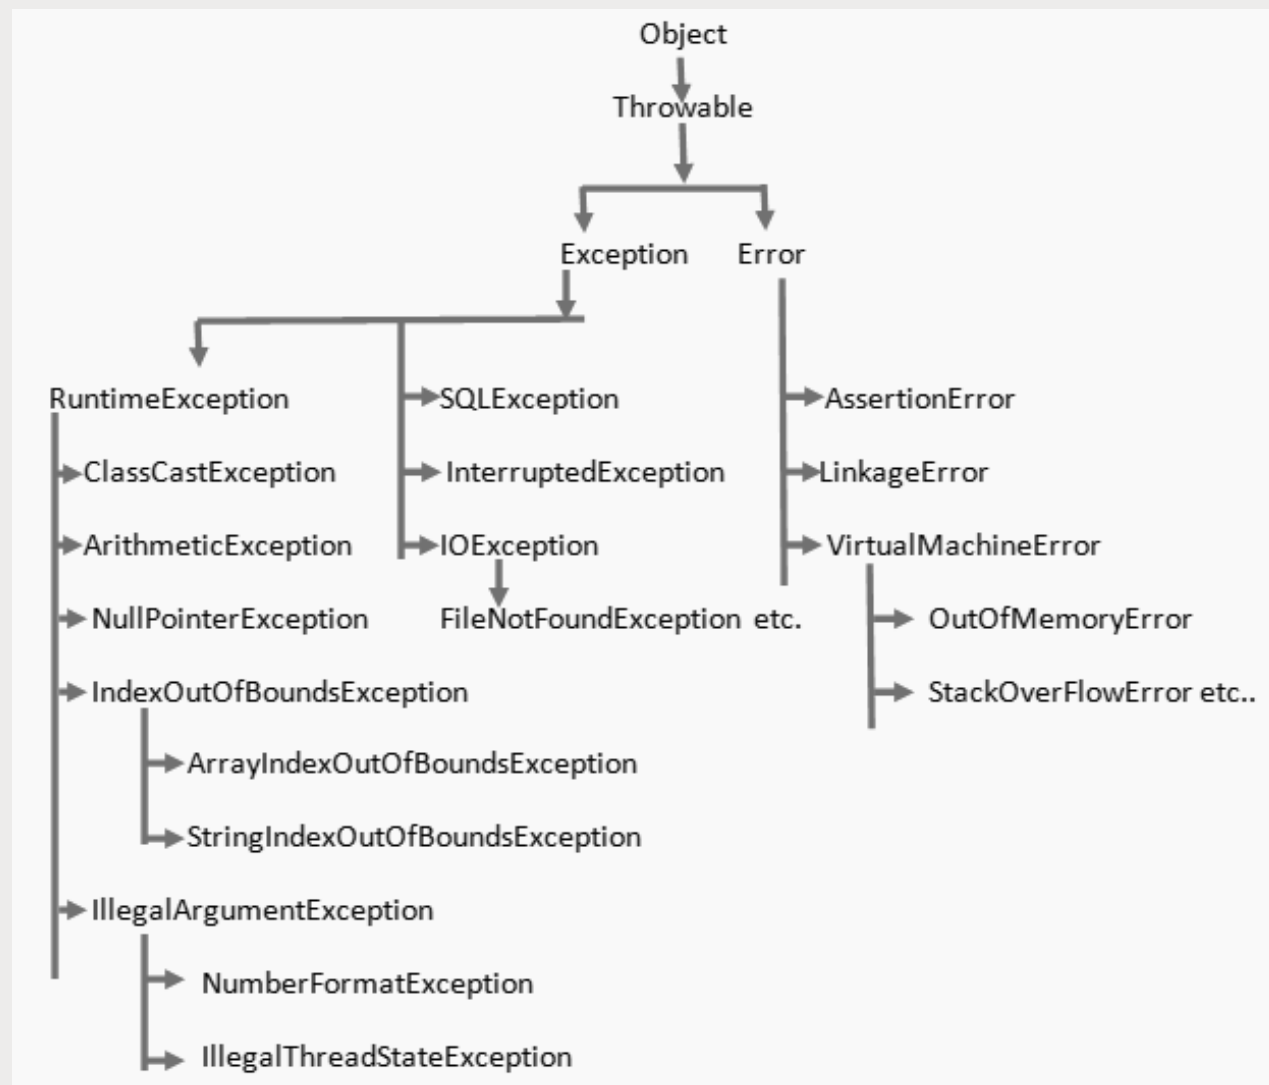 Object
Throwable
Exception Error
RuntimeException SQLException AssertionError
ClassCastException InterruptedException LinkageError
ArithmeticException IOException VirtualMachineError
NullPointerException FileNotFoundException etc. OutOfMemoryError
IndexOutOfBoundsException StackOverFlowError etc..
ArrayIndexOutOfBoundsException
StringIndexOutOfBoundsException
IllegalArgumentException
NumberFormatException
IllegalThreadStateException